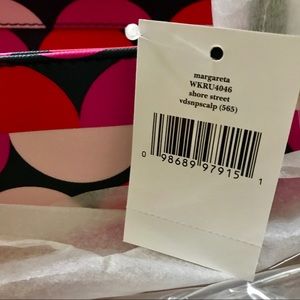 margareta
WKRU4046
shore street
vdsnpscalp (565)
0 98689 97915 1